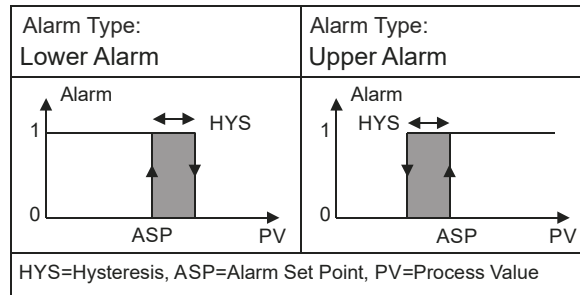 Alarm Type:
Lower Alarm
Alarm
HYS
1
0
ASP
PV
Alarm Type:
Upper Alarm
Alarm
HYS
1
0
ASP
PV
HYS=Hysteresis, ASP=Alarm Set Point, PV=Process Value